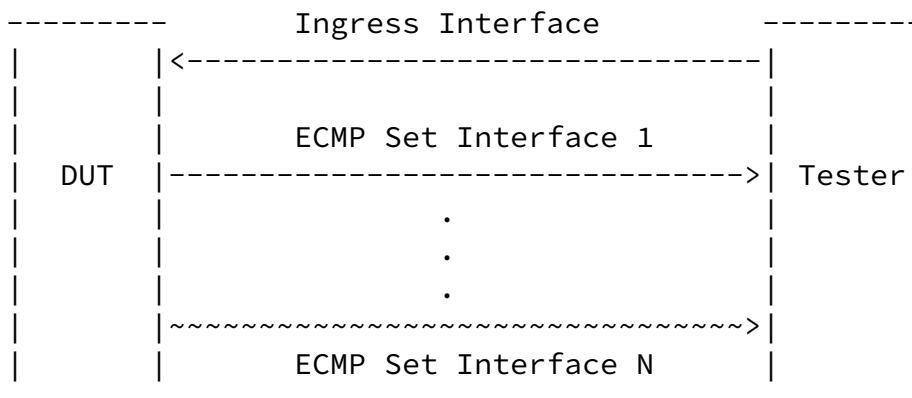 Ingress Interface
ECMP Set Interface 1
DUT Tester
.
.
.
ECMP Set Interface N